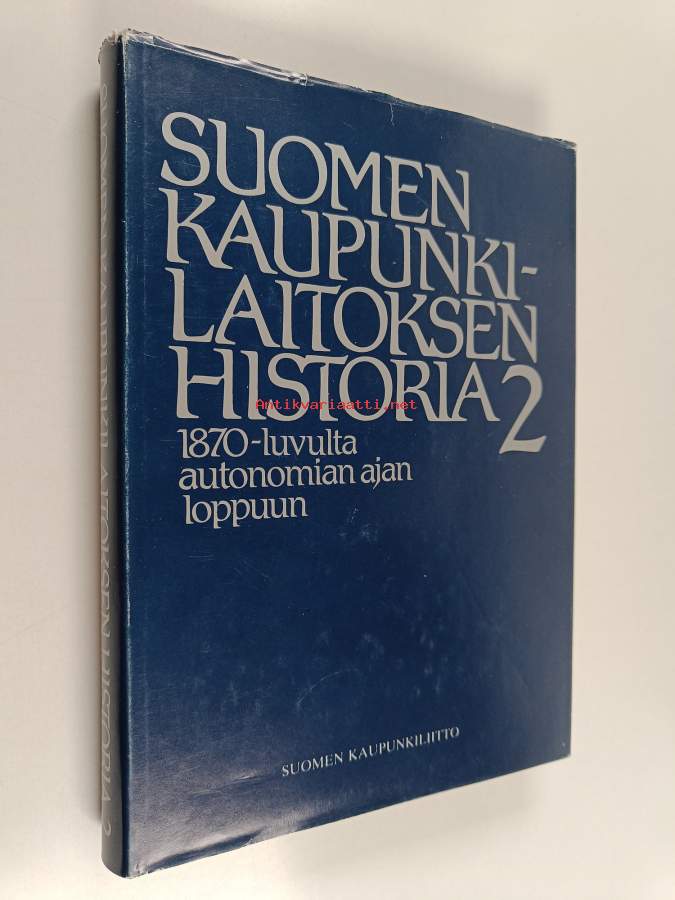 SUOMEN
KAUPUNKI-
LAITOKSEN
HISTORIA 2
Antikvariaatti.net
1870-luvulta
autonomian ajan
loppuun
SUOMEN KAUPUNKILIITTO
SUOMEN KAUPUNKILAITOKSEN HISTORIA 2